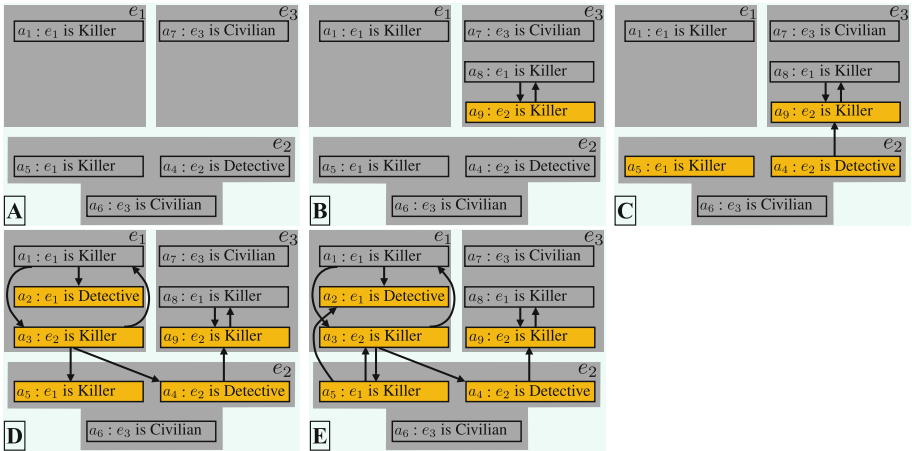 e1
a1 : e1 is Killer
e3
a7 : e3 is Civilian
e2
a5 : e1 is Killer
a4 : e2 is Detective
a6 : e3 is Civilian
A
e1
a1 : e1 is Killer
e3
a7 : e3 is Civilian
a8 : e1 is Killer
a9 : e2 is Killer
e2
a5 : e1 is Killer
a4 : e2 is Detective
a6 : e3 is Civilian
B
e1
a1 : e1 is Killer
e3
a7 : e3 is Civilian
a8 : e1 is Killer
a9 : e2 is Killer
e2
a5 : e1 is Killer
a4 : e2 is Detective
a6 : e3 is Civilian
C
e1
a1 : e1 is Killer
a2 : e1 is Detective
a3 : e2 is Killer
e3
a7 : e3 is Civilian
a8 : e1 is Killer
a9 : e2 is Killer
e2
a5 : e1 is Killer
a4 : e2 is Detective
a6 : e3 is Civilian
D
e1
a1 : e1 is Killer
a2 : e1 is Detective
a3 : e2 is Killer
e3
a7 : e3 is Civilian
a8 : e1 is Killer
a9 : e2 is Killer
e2
a5 : e1 is Killer
a4 : e2 is Detective
a6 : e3 is Civilian
E